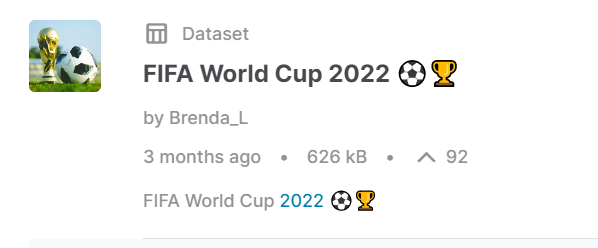 Dataset
FIFA World Cup 2022 ⚽🏆
by Brenda_L
3 months ago • 626 kB • 92
FIFA World Cup 2022 ⚽🏆